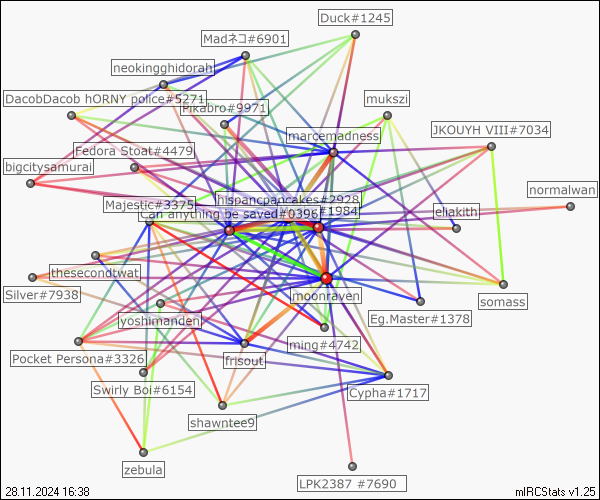 Duck#1245
Madネコ#6901
neokingghidorah
DacobDacob hORNY police#5271
Pikabro#9971
mukszi
marcemadness
JKOUYH VIII#7034
Fedora Stoat#4479
bigcitysamurai
normalwan
hispancpancakes#2928
Majestic#3375
#1984
eliakith
Can anything be saved#0396
thesecondtwat
Silver#7938
moonraven
somass
yoshimanden
Eg.Master#1378
ming#4742
Pocket Persona#3326
frisout
Swirly Boi#6154
Cypha#1717
shawntee9
zebula
LPK2387 #7690
28.11.2024 16:38
mIRCStats v1.25